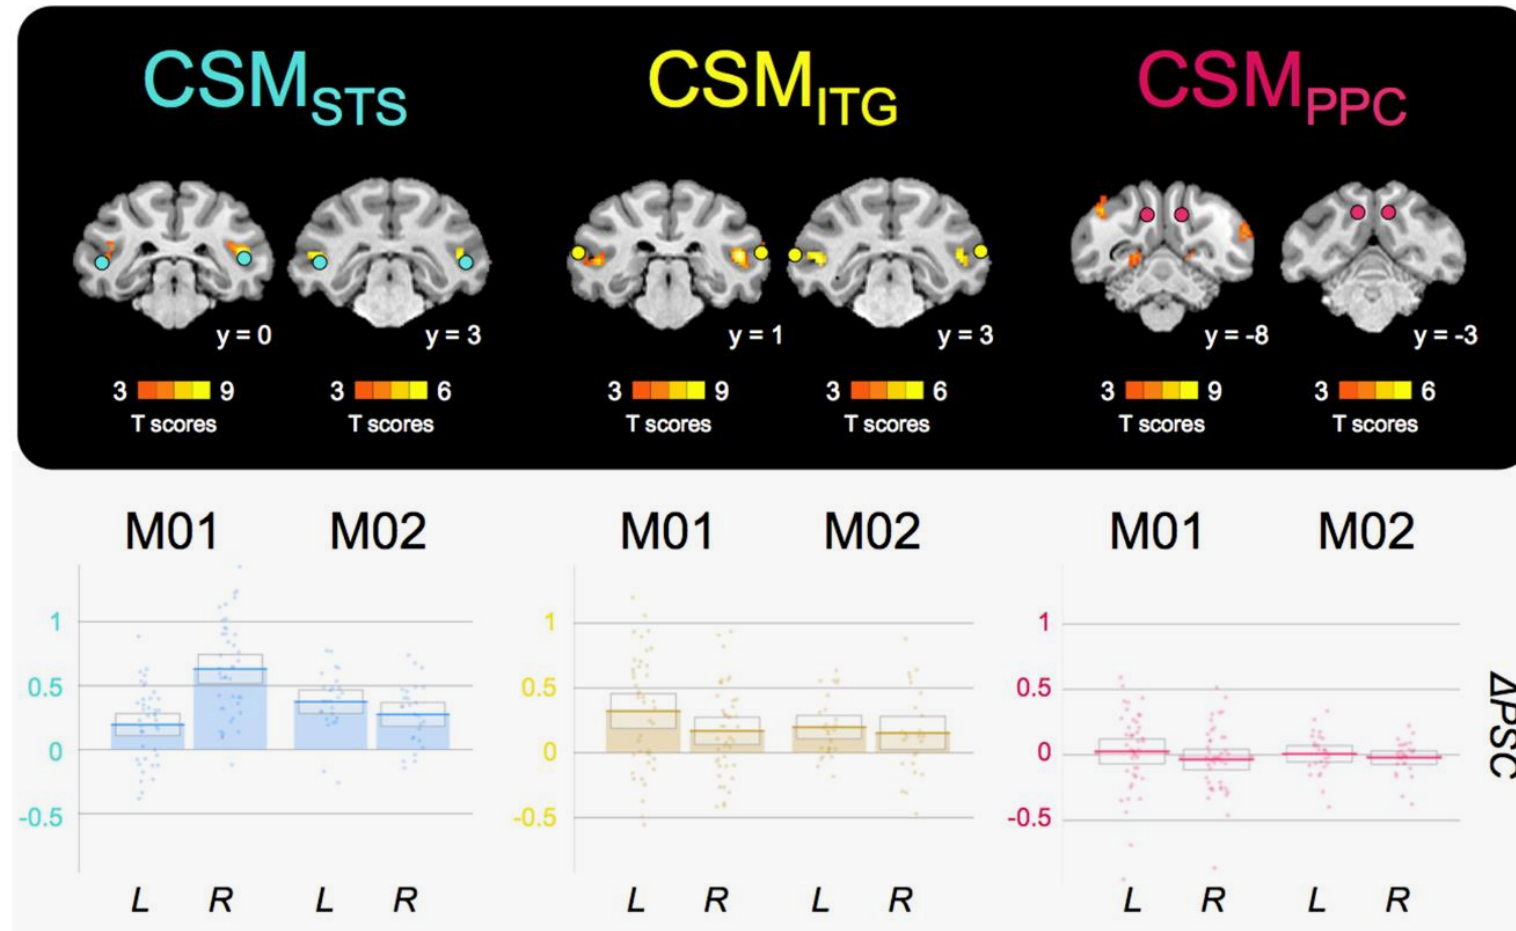 CSMSTS CSMITG CSMPPC
y = 0 y = 3 y = 1 y = 3 y = -8 y = -3
3 9 3 6 3 9 3 6 3 9 3 6
T scores T scores T scores T scores T scores T scores
M01 M02 M01 M02 M01 M02
1 1 1
0.5 0.5 0.5
0 0 0
-0.5 -0.5 -0.5
ΔPSC
L R L R L R L R L R L R